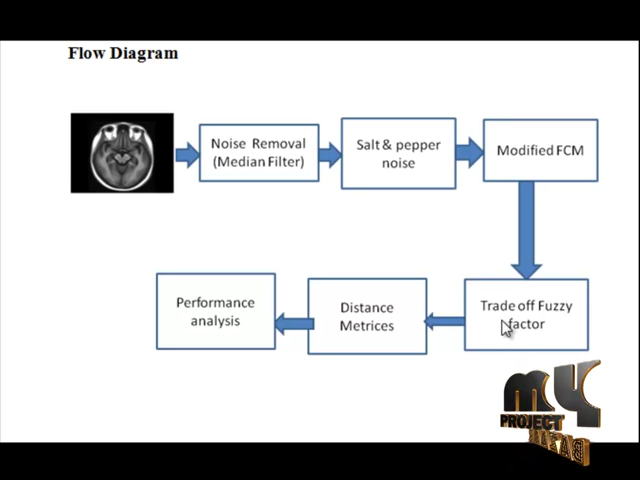 Flow Diagram
Noise Removal
(Median Filter)
Salt & pepper
noise
Modified FCM
Performance
analysis
Distance
Metrices
Trade off Fuzzy
factor
my
PROJECT